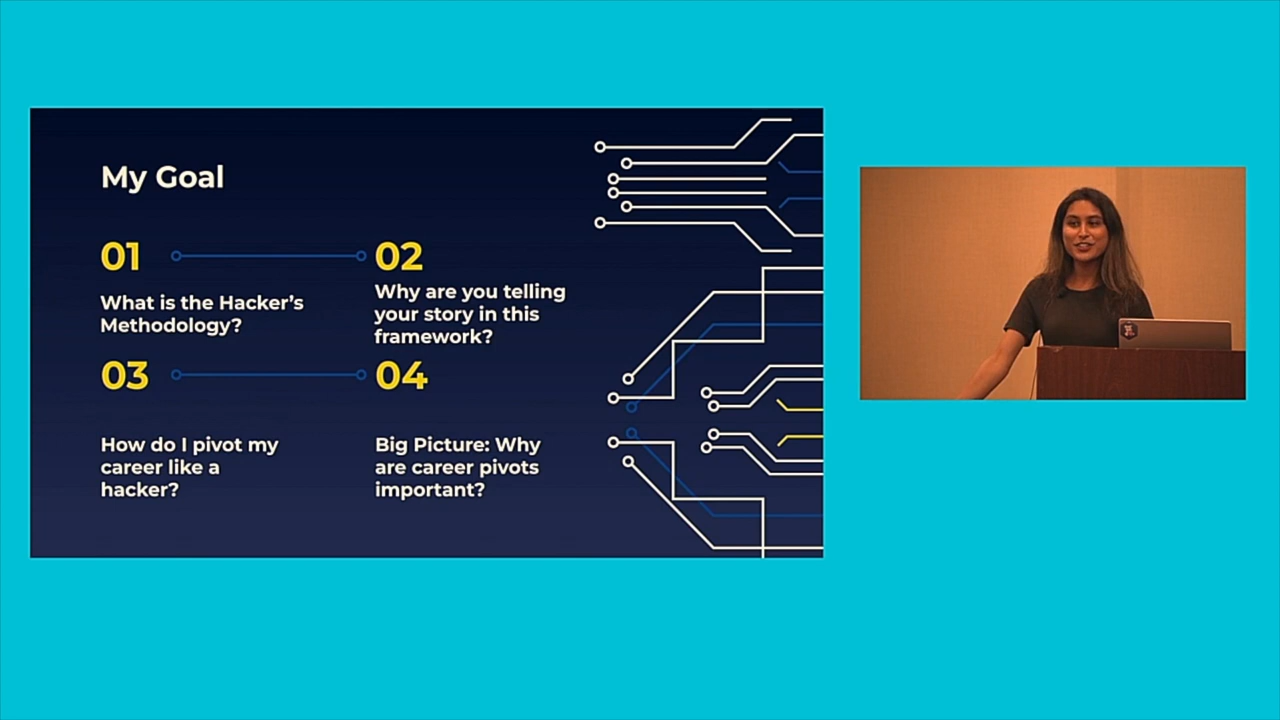 My Goal
01
02
What is the Hacker's
Methodology?
Why are you telling
your story in this
framework?
03
04
How do I pivot my
career like a
hacker?
Big Picture: Why
are career pivots
important?